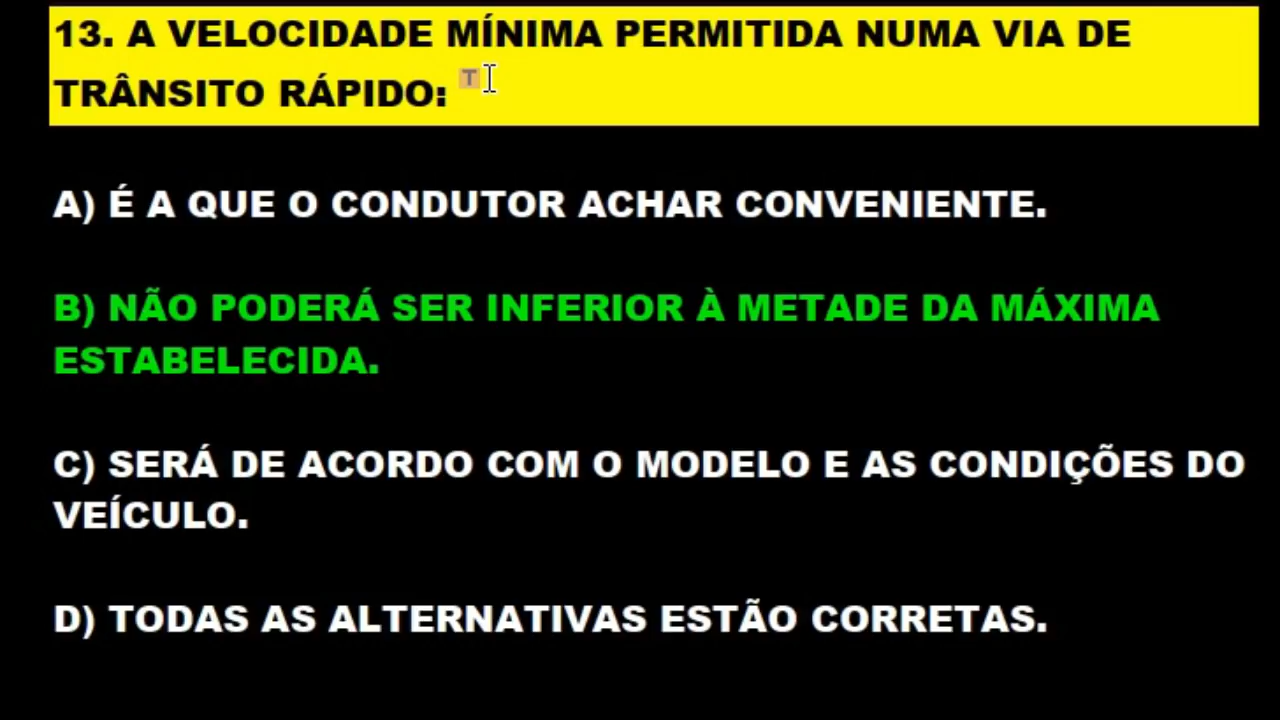 13. A VELOCIDADE MÍNIMA PERMITIDA NUMA VIA DE
TRÂNSITO RÁPIDO: T
A) É A QUE O CONDUTOR ACHAR CONVENIENTE.
B) NÃO PODERÁ SER INFERIOR À METADE DA MÁXIMA
ESTABELECIDA.
C) SERÁ DE ACORDO COM O MODELO E AS CONDIÇÕES DO
VEÍCULO.
D) TODAS AS ALTERNATIVAS ESTÃO CORRETAS.